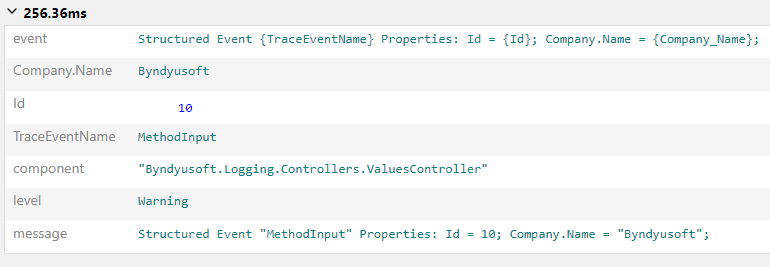 256.36ms
event Structured Event {TraceEventName} Properties: Id = {Id}; Company.Name = {Company_Name};
Company.Name Byndyusoft
Id 10
TraceEventName MethodInput
component "Byndyusoft.Logging.Controllers.ValuesController"
level Warning
message Structured Event "MethodInput" Properties: Id = 10; Company.Name = "Byndyusoft";